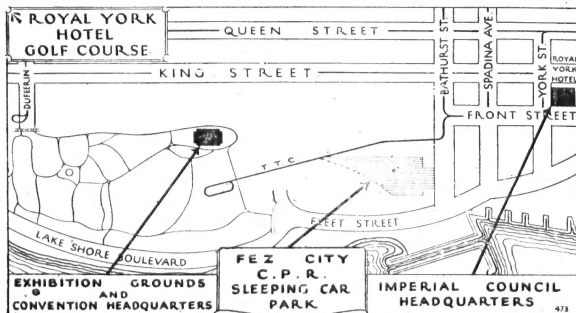 ROYAL YORK
HOTEL
GOLF COURSE
QUEEN STREET
KING STREET
DUFFERIN
BATHURST ST.
SPADINA AVE.
YORK ST.
ROYAL
YORK
HOTEL
FRONT STREET
T T C
FLEET STREET
LAKE SHORE BOULEVARD
EXHIBITION GROUNDS
AND
CONVENTION HEADQUARTERS
FEZ CITY
C.P.R.
SLEEPING CAR
PARK
IMPERIAL COUNCIL
HEADQUARTERS
473